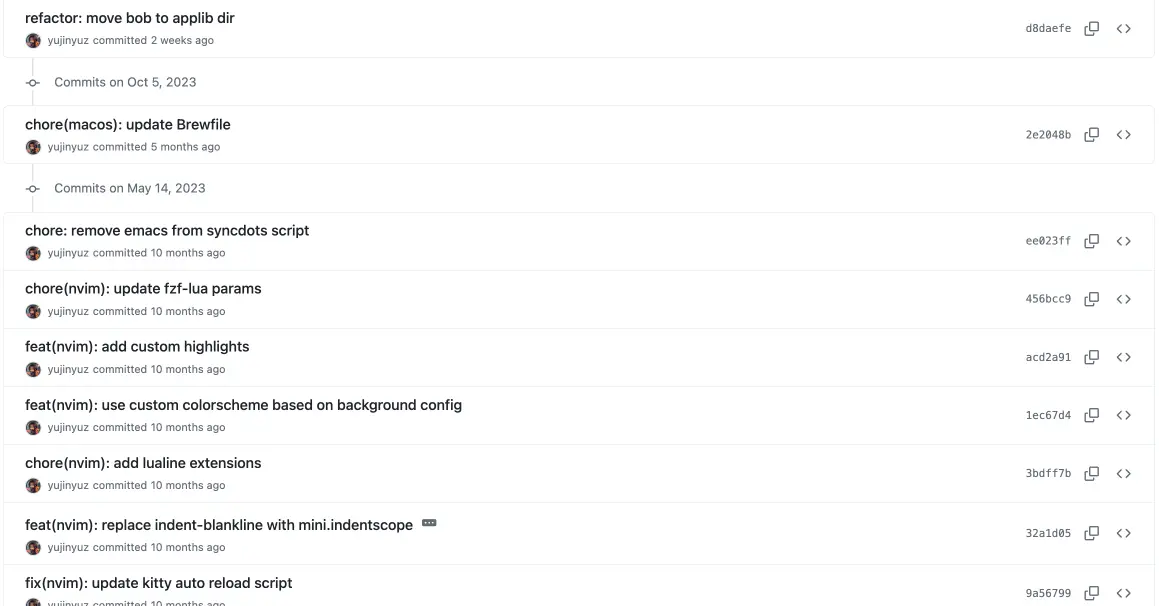 refactor: move bob to applib dir
yujinyuz committed 2 weeks ago
d8daefe
Commits on Oct 5, 2023
chore(macos): update Brewfile
yujinyuz committed 5 months ago
2e2048b
Commits on May 14, 2023
chore: remove emacs from syncdots script
yujinyuz committed 10 months ago
ee023ff
chore(nvim): update fzf-lua params
yujinyuz committed 10 months ago
456bcc9
feat(nvim): add custom highlights
yujinyuz committed 10 months ago
acd2a91
feat(nvim): use custom colorscheme based on background config
yujinyuz committed 10 months ago
1ec67d4
chore(nvim): add lualine extensions
yujinyuz committed 10 months ago
3bdff7b
feat(nvim): replace indent-blankline with mini.indentscope
yujinyuz committed 10 months ago
32a1d05
fix(nvim): update kitty auto reload script
yujinyuz committed 10 months ago
9a56799